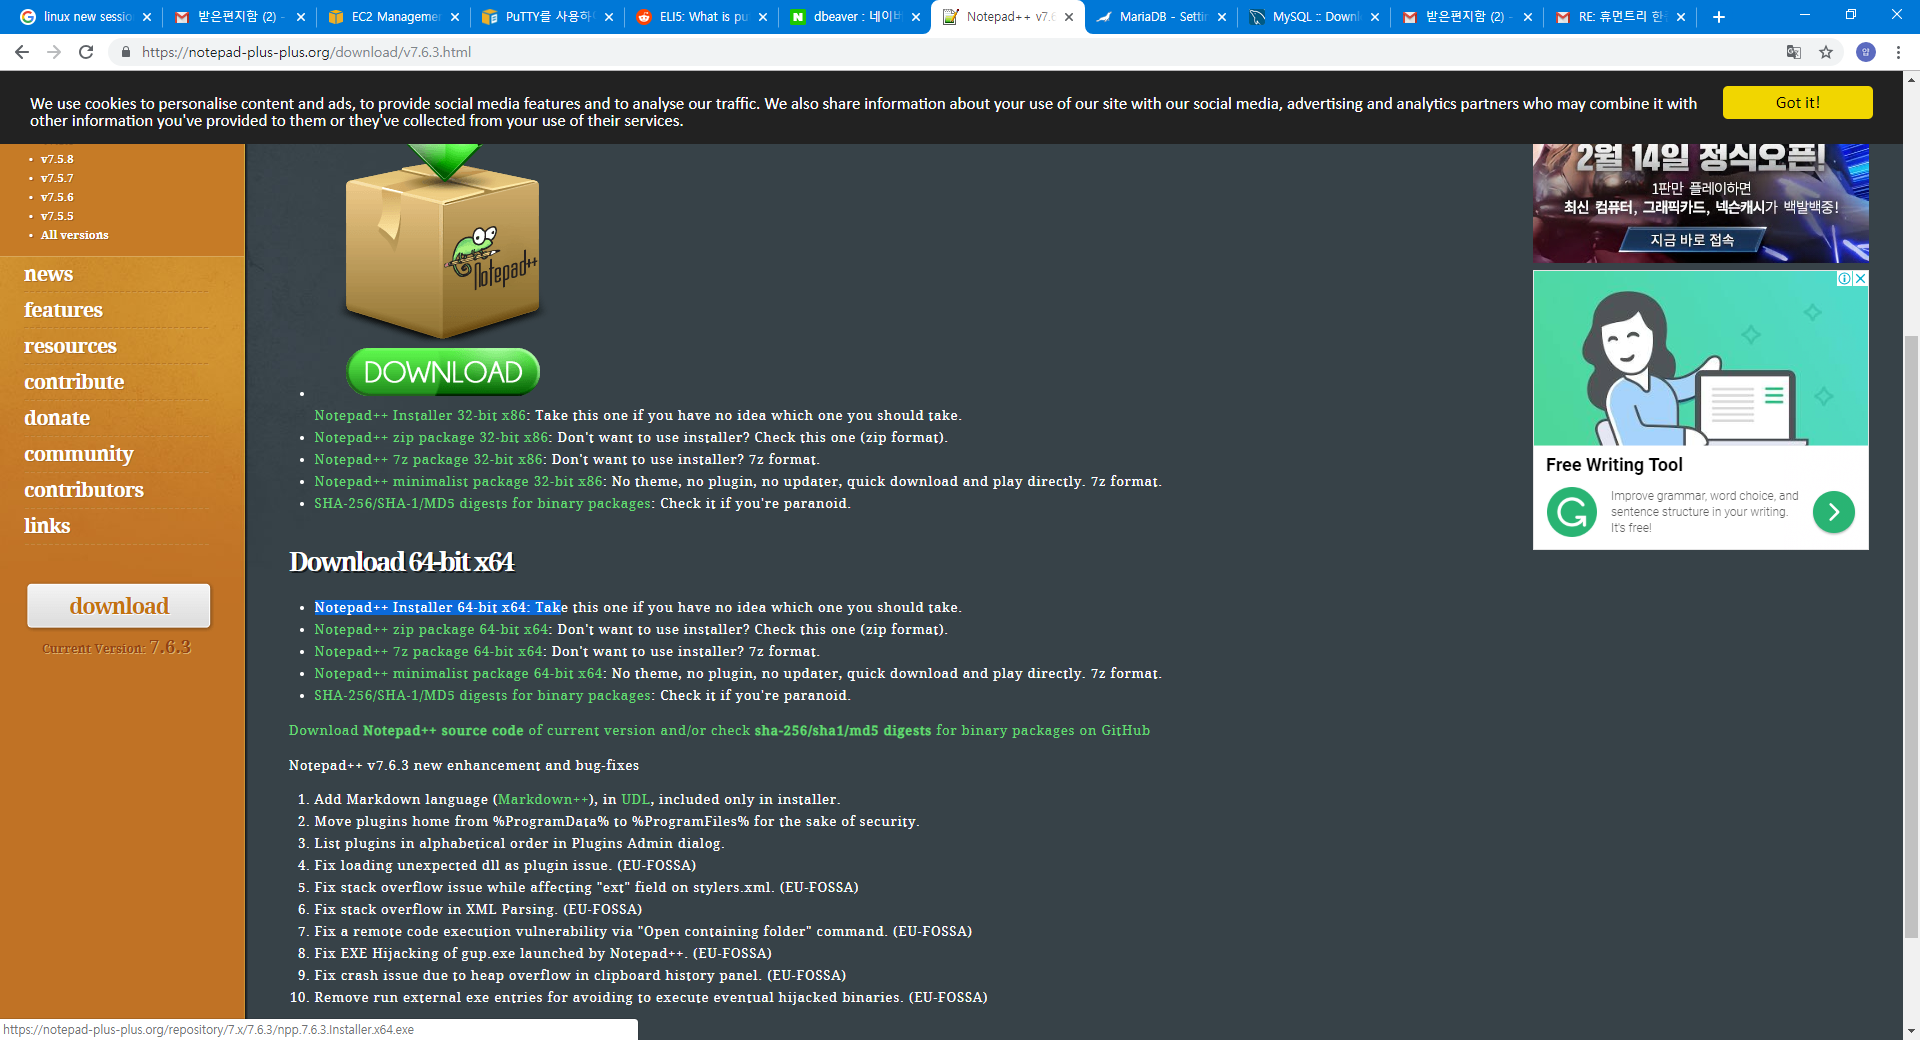 linux new sessio
받은편지함 (2) -
EC2 Manageme
PuTTY를 사용하
ELI5: What is pu
dbeaver : 네이버
Notepad++ v7.6
MariaDB - Settin
MySQL :: Downl
받은편지함 (2) -
RE: 휴먼트리 한
https://notepad-plus-plus.org/download/v7.6.3.html
We use cookies to personalise content and ads, to provide social media features and to analyse our traffic. We also share information about your use of our site with our social media, advertising and analytics partners who may combine it with
other information you've provided to them or they've collected from your use of their services.
Got it!
v7.5.8
v7.5.7
v7.5.6
v7.5.5
All versions
news
features
resources
contribute
donate
community
contributors
links
download
Current Version: 7.6.3
Notepad++
DOWNLOAD
Notepad++ Installer 32-bit x86: Take this one if you have no idea which one you should take.
Notepad++ zip package 32-bit x86: Don't want to use installer? Check this one (zip format).
Notepad++ 7z package 32-bit x86: Don't want to use installer? 7z format.
Notepad++ minimalist package 32-bit x86: No theme, no plugin, no updater, quick download and play directly. 7z format.
SHA-256/SHA-1/MD5 digests for binary packages: Check it if you're paranoid.
Download 64-bit x64
Notepad++ Installer 64-bit x64: Take this one if you have no idea which one you should take.
Notepad++ zip package 64-bit x64: Don't want to use installer? Check this one (zip format).
Notepad++ 7z package 64-bit x64: Don't want to use installer? 7z format.
Notepad++ minimalist package 64-bit x64: No theme, no plugin, no updater, quick download and play directly. 7z format.
SHA-256/SHA-1/MD5 digests for binary packages: Check it if you're paranoid.
Download Notepad++ source code of current version and/or check sha-256/sha1/md5 digests for binary packages on GitHub
Notepad++ v7.6.3 new enhancement and bug-fixes
1. Add Markdown language (Markdown++), in UDL, included only in installer.
2. Move plugins home from %ProgramData% to %ProgramFiles% for the sake of security.
3. List plugins in alphabetical order in Plugins Admin dialog.
4. Fix loading unexpected dll as plugin issue. (EU-FOSSA)
5. Fix stack overflow issue while affecting "ext" field on stylers.xml. (EU-FOSSA)
6. Fix stack overflow in XML Parsing. (EU-FOSSA)
7. Fix a remote code execution vulnerability via "Open containing folder" command. (EU-FOSSA)
8. Fix EXE Hijacking of gup.exe launched by Notepad++. (EU-FOSSA)
9. Fix crash issue due to heap overflow in clipboard history panel. (EU-FOSSA)
10. Remove run external exe entries for avoiding to execute eventual hijacked binaries. (EU-FOSSA)
2월 14일 정식오픈!
1판만 플레이하면
최신 컴퓨터, 그래픽카드, 넥슨캐시가 백발백중!
지금 바로 접속
Free Writing Tool
Improve grammar, word choice, and
sentence structure in your writing.
It's free!
https://notepad-plus-plus.org/repository/7.x/7.6.3/npp.7.6.3.Installer.x64.exe